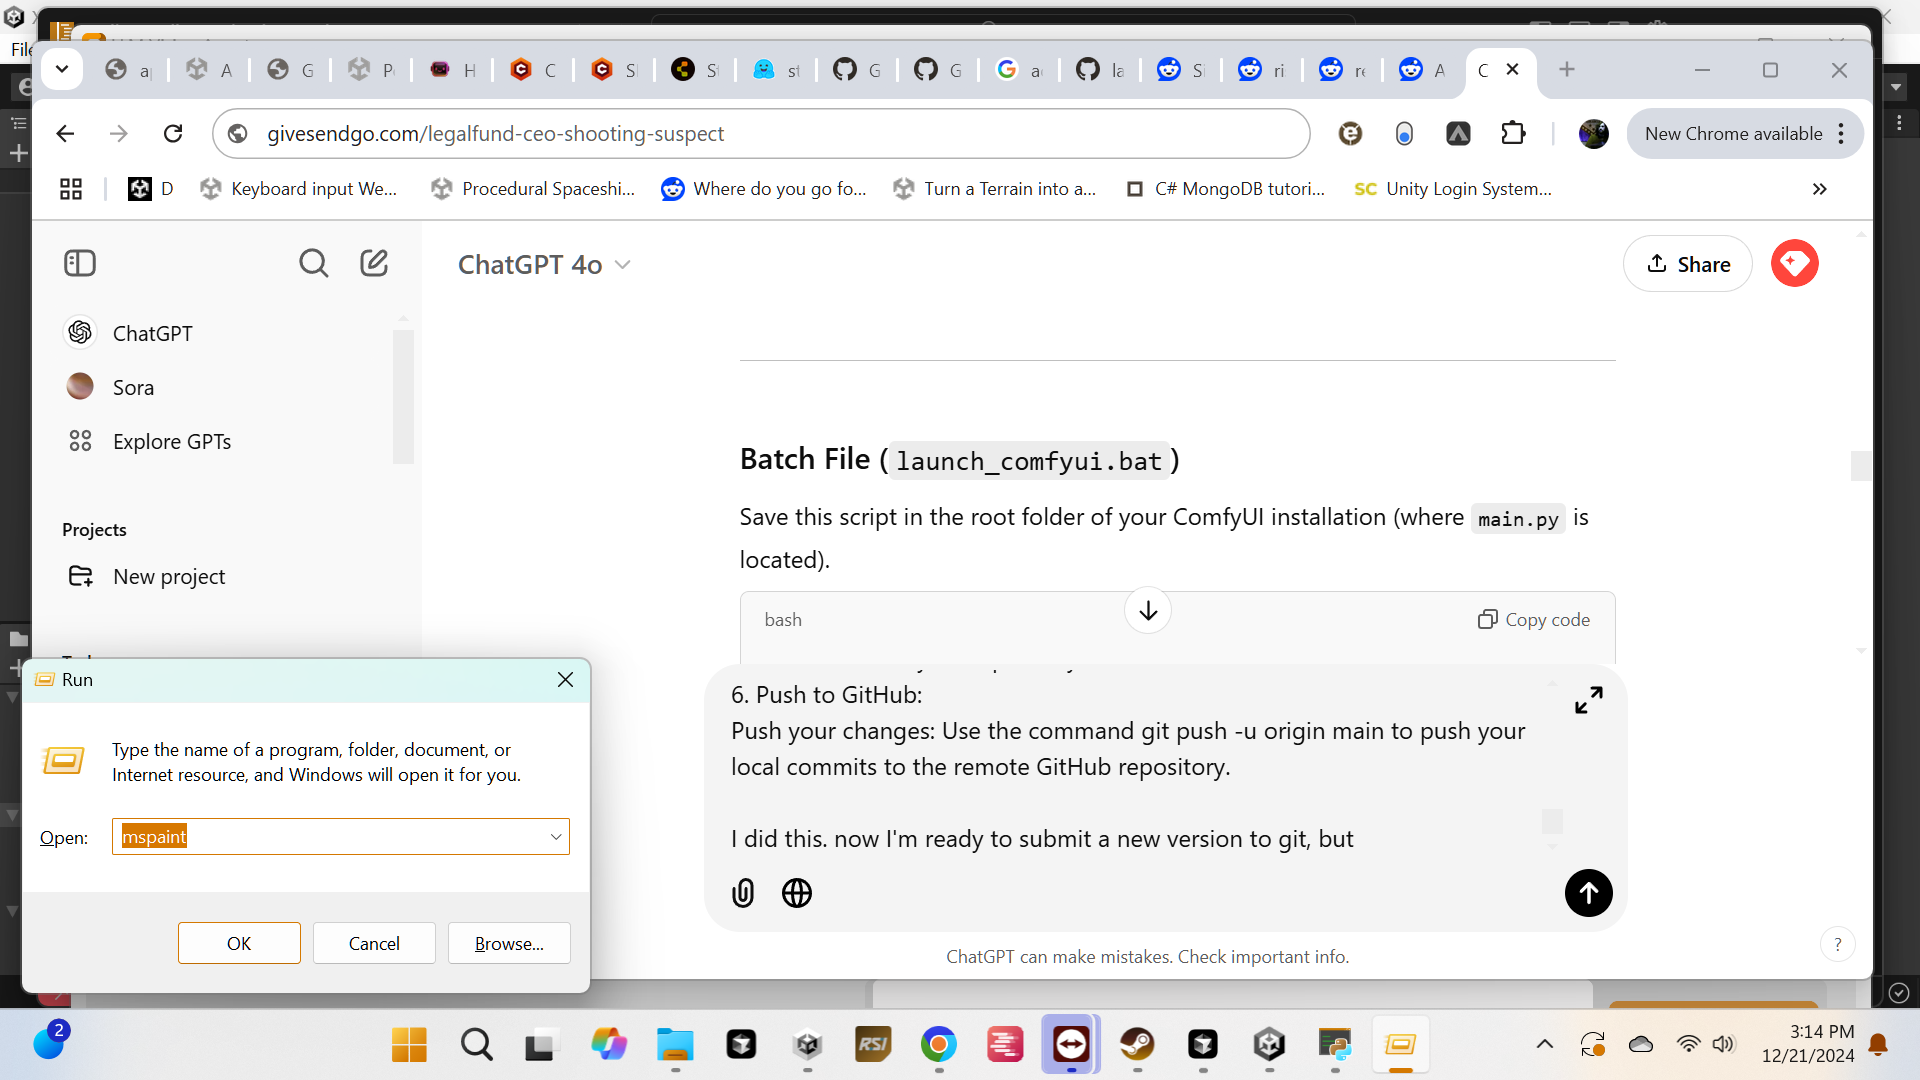 File
a
A
G
P
H
C
S
S
st
G
G
a
la
Si
ri
re
A
C
givesendgo.com/legalfund-ceo-shooting-suspect
New Chrome available
D
Keyboard input We...
Procedural Spaceshi...
Where do you go fo...
Turn a Terrain into a...
C# MongoDB tutori...
SC Unity Login System...
ChatGPT 4o
Share
ChatGPT
Sora
Explore GPTs
Projects
New project
Batch File (launch_comfyui.bat)
Save this script in the root folder of your ComfyUI installation (where main.py is
located).
bash
Copy code
6. Push to GitHub:
Push your changes: Use the command git push -u origin main to push your
local commits to the remote GitHub repository.
I did this. now I'm ready to submit a new version to git, but
ChatGPT can make mistakes. Check important info.
?
Run
Type the name of a program, folder, document, or
Internet resource, and Windows will open it for you.
Open:
mspaint
OK
Cancel
Browse...
2
RSI
3:14 PM
12/21/2024